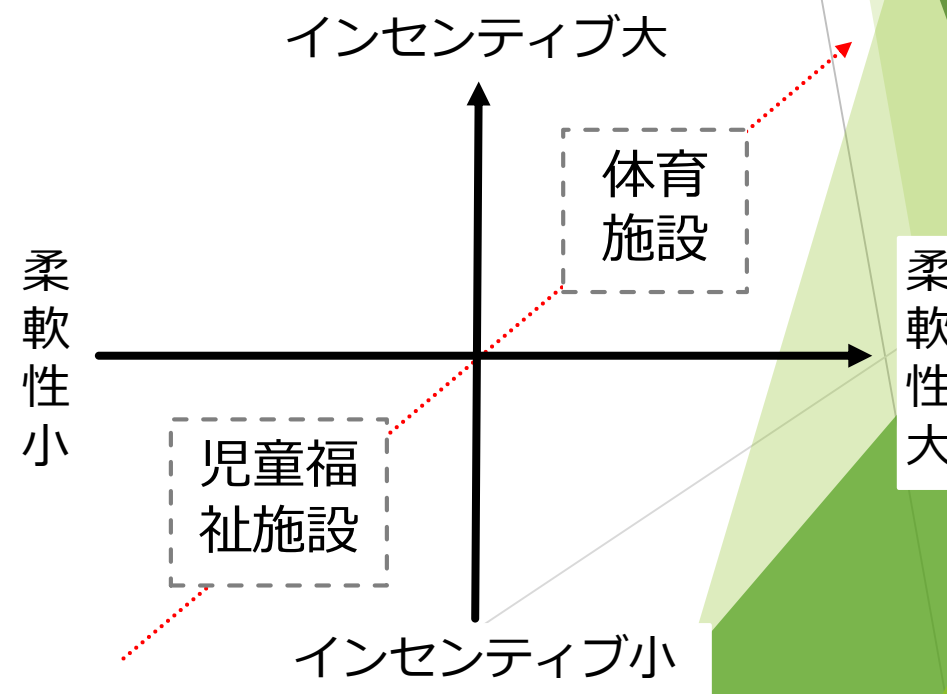 インセンティブ大
体育
施設
柔軟性小
柔軟性大
児童福
祉施設
インセンティブ小